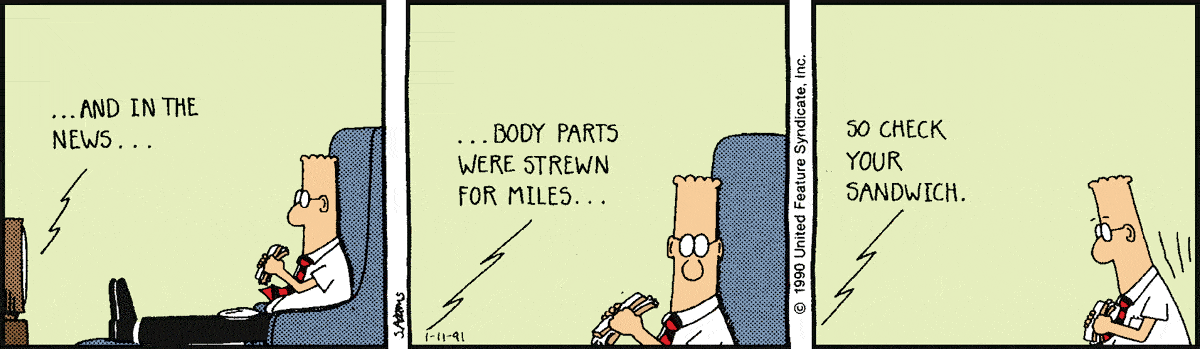 ...AND IN THE
NEWS...
S.Adams
...BODY PARTS
WERE STREWN
FOR MILES...
1-11-91
© 1990 United Feature Syndicate, Inc.
SO CHECK
YOUR
SANDWICH.